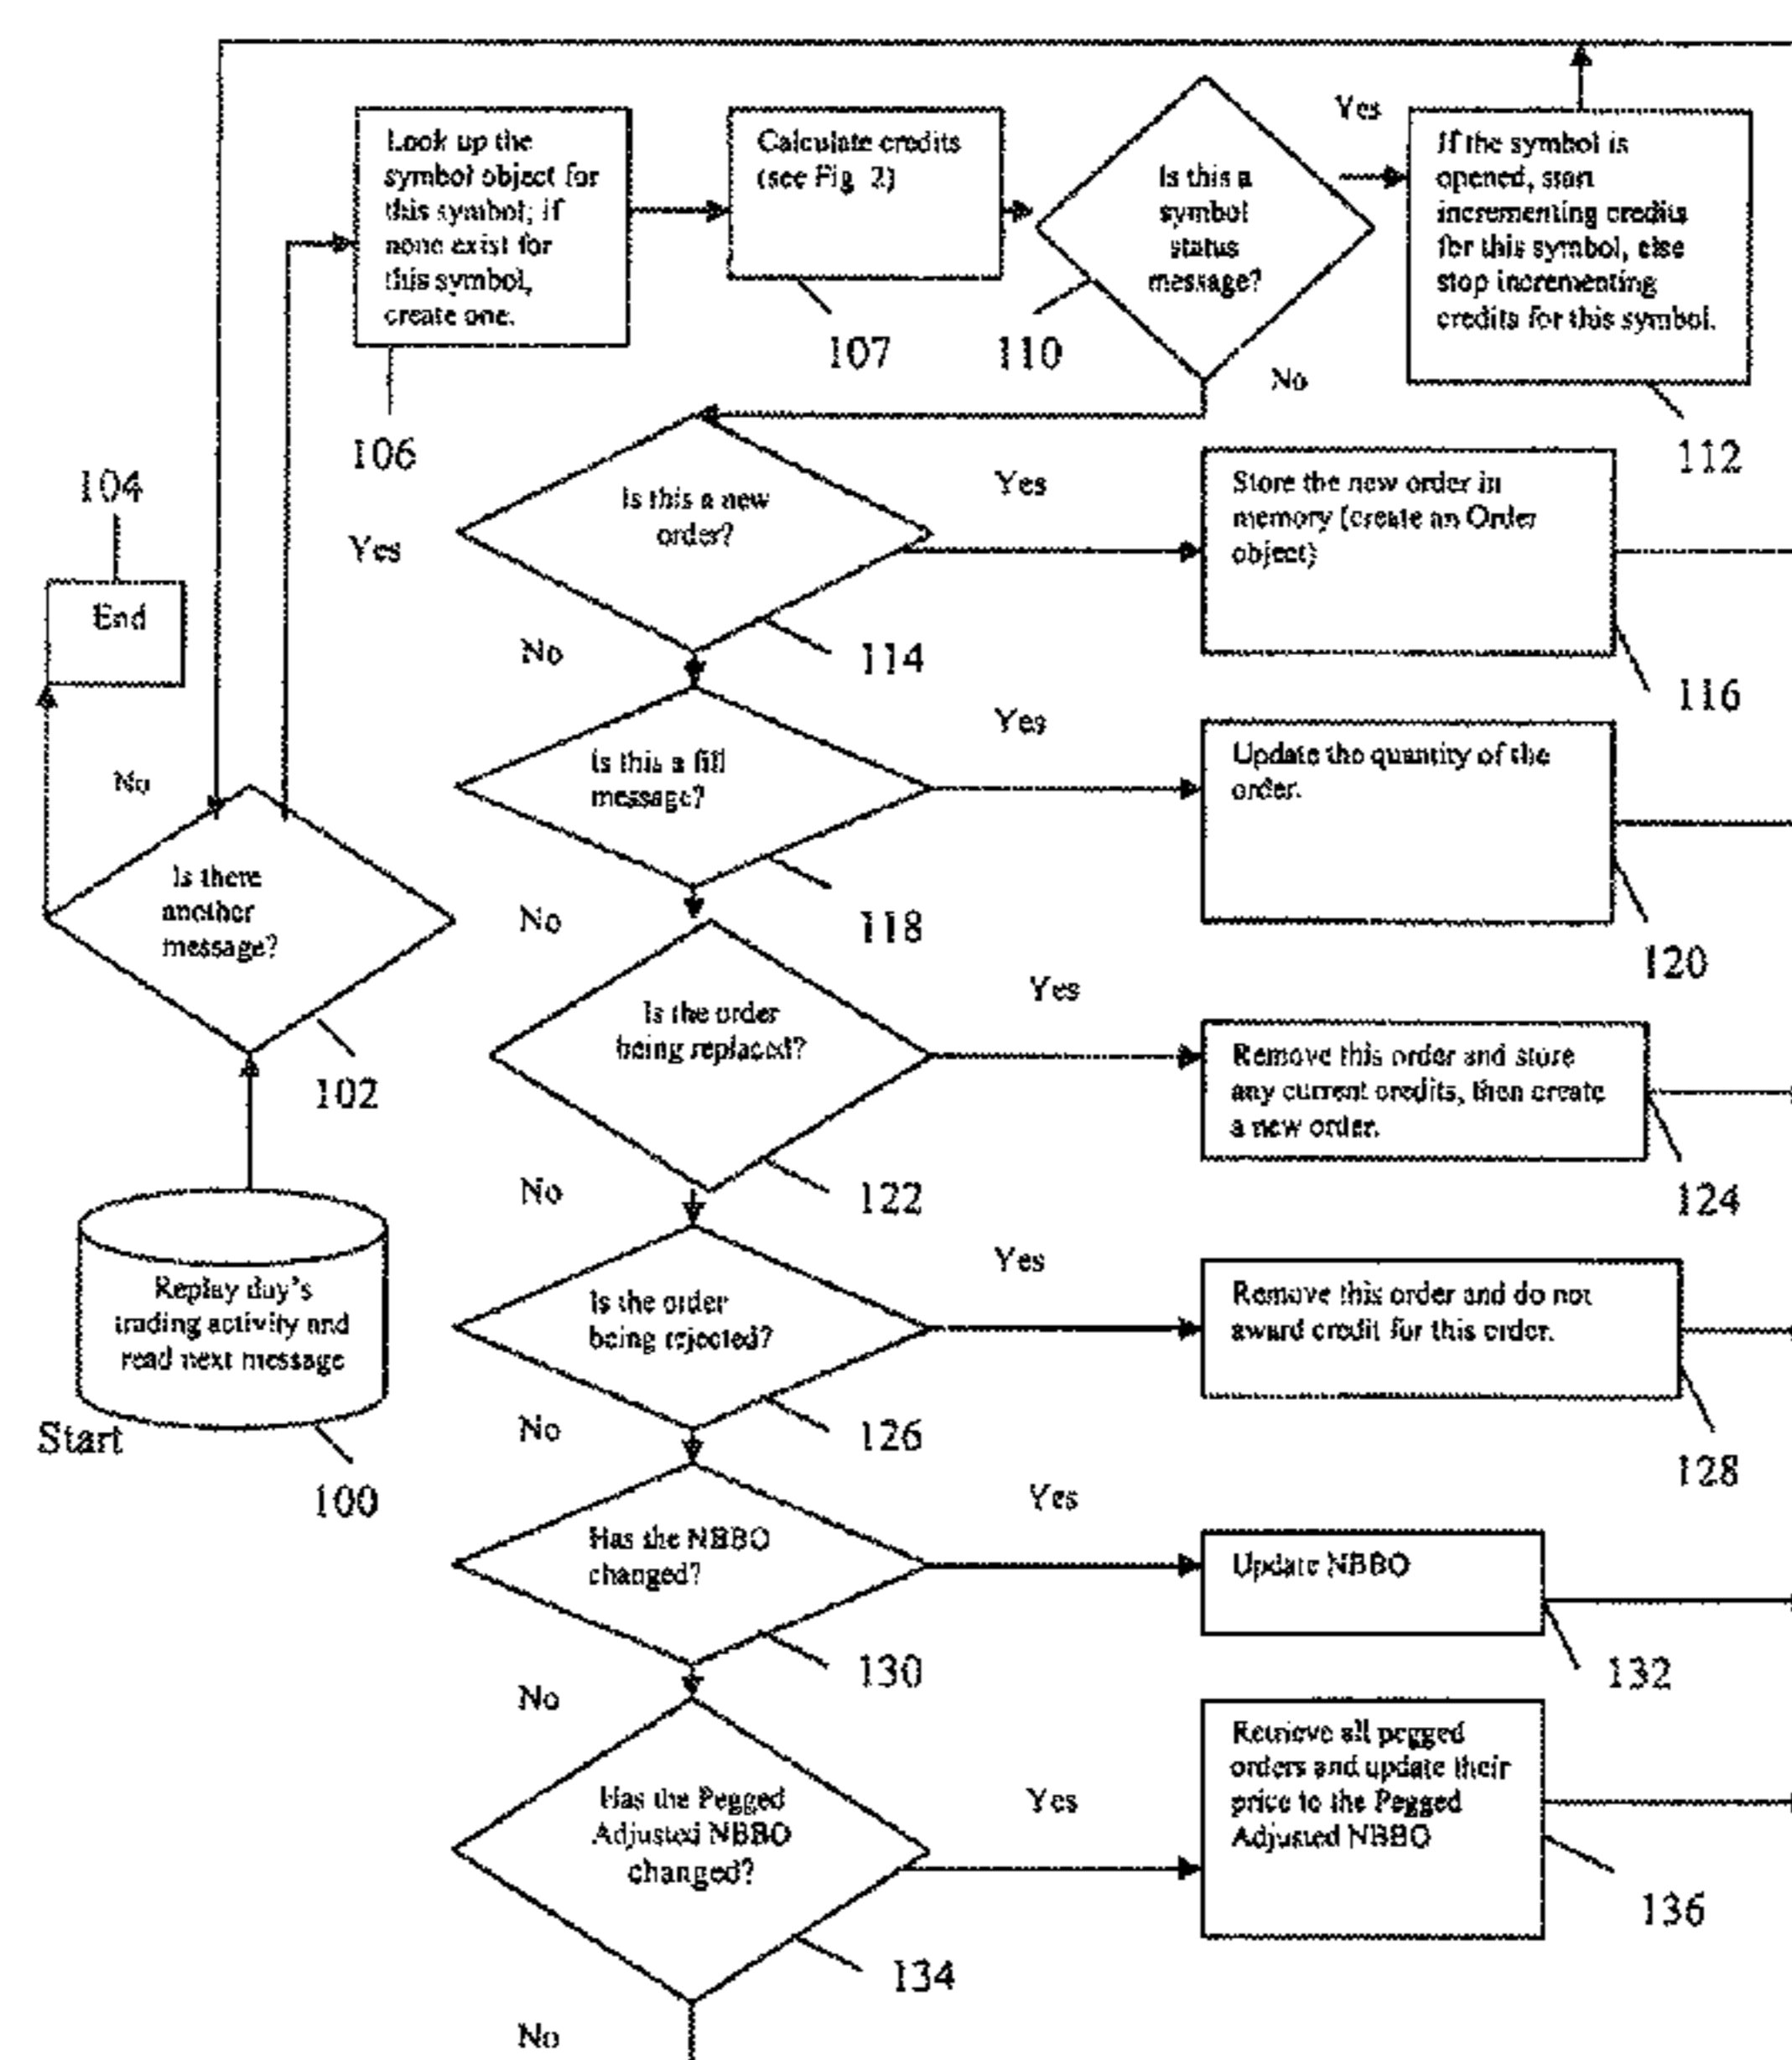 Look up the
symbol object for
this symbol; if
none exist for
this symbol,
create one.
106
Calculate credits
(see Fig. 2)
107
Is this a
symbol
status
message?
110
Yes
No
If the symbol is
opened, start
incrementing credits
for this symbol, else
stop incrementing
credits for this symbol.
112
104
End
Yes
No
Is there
another
message?
102
Replay day's
trading activity and
read next message
Start
100
Is this a new
order?
Yes
No
114
Store the new order in
memory (create an Order
object)
116
Is this a fill
message?
Yes
No
118
Update the quantity of the
order.
120
Is the order
being replaced?
Yes
No
122
Remove this order and store
any current credits, then create
a new order.
124
Is the order
being rejected?
Yes
No
126
Remove this order and do not
award credit for this order.
128
Has the NBBO
changed?
Yes
No
130
Update NBBO
132
Has the Pegged
Adjusted NBBO
changed?
Yes
No
134
Retrieve all pegged
orders and update their
price to the Pegged
Adjusted NBBO
136